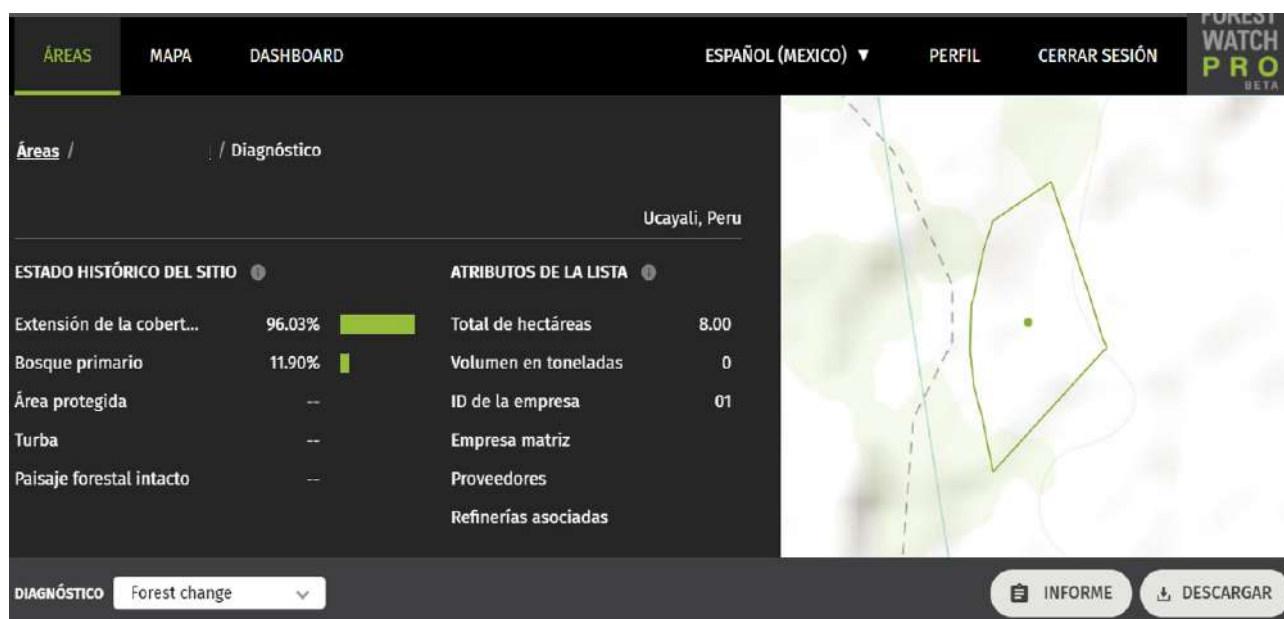 ÁREAS MAPA DASHBOARD ESPAÑOL (MEXICO) ▼ PERFIL CERRAR SESIÓN
FOREST
WATCH
PRO
BETA
Áreas / / Diagnóstico
Ucayali, Peru
ESTADO HISTÓRICO DEL SITIO
Extensión de la cobert... 96.03%
Bosque primario 11.90%
Área protegida --
Turba --
Paisaje forestal intacto --
ATRIBUTOS DE LA LISTA
Total de hectáreas 8.00
Volumen en toneladas 0
ID de la empresa 01
Empresa matriz
Proveedores
Refinerías asociadas
DIAGNÓSTICO Forest change INFORME DESCARGAR